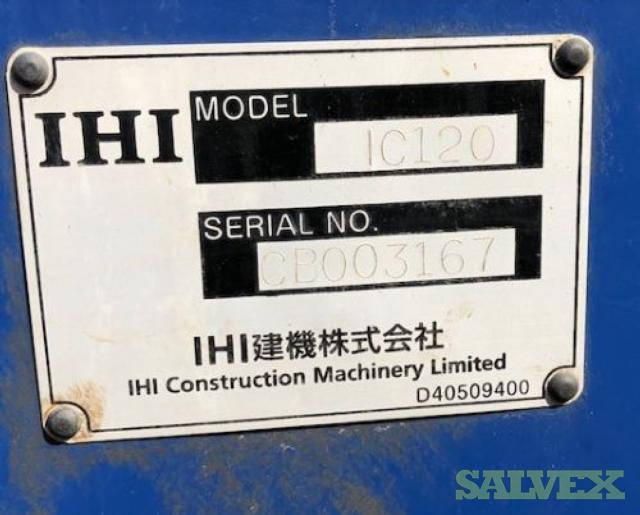 IHI
MODEL
IC120
SERIAL NO.
CB003167
IHI建機株式会社
IHI Construction Machinery Limited
D40509400
SALVEX